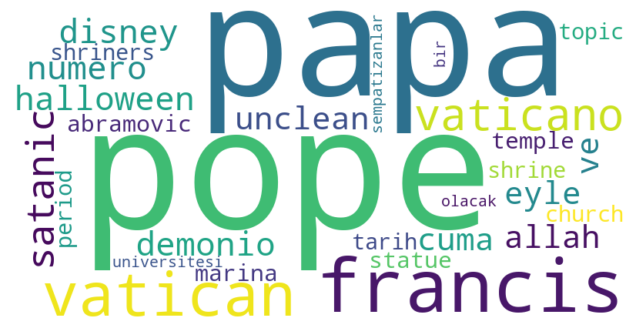 disney
papa
topic
shriners
sempatizanlar
bir
numero
halloween
unclean
vaticano
abramovic
satanic
pope
temple
ve
shrine
period
eyle
olacak
church
demonio
tarih
cuma
allah
universitesi
statue
marina
vatican
francis